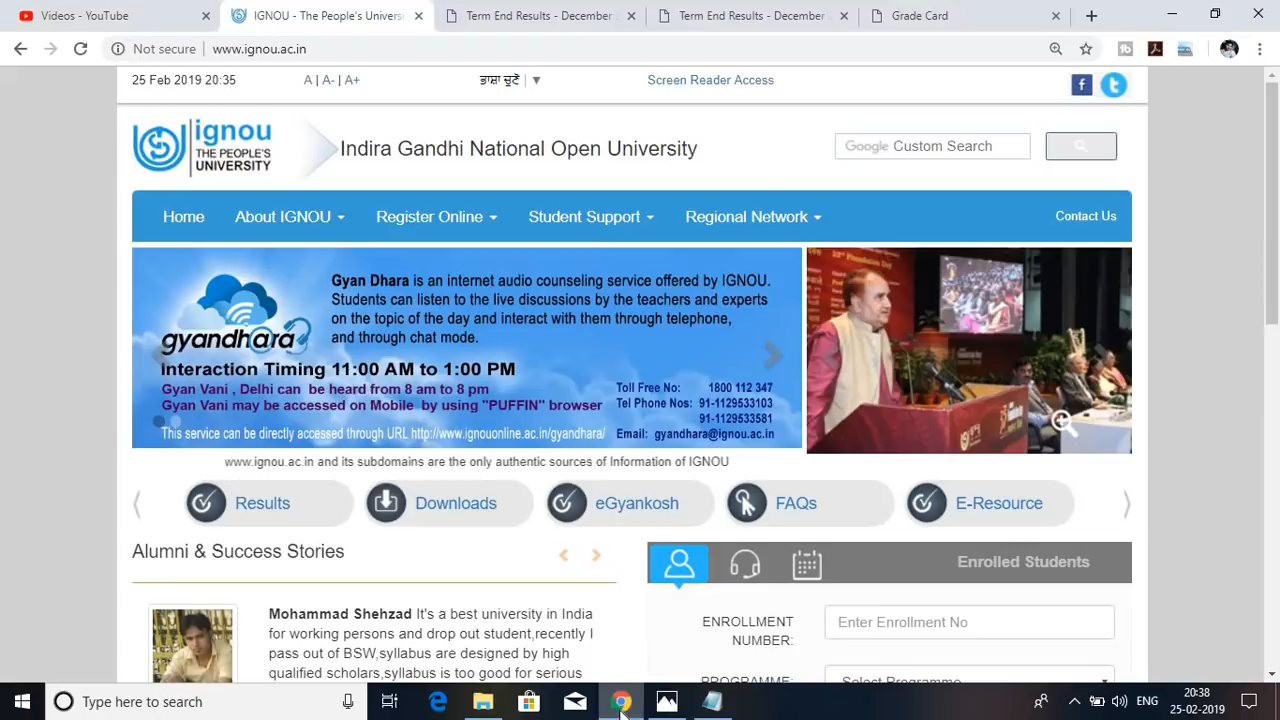 Videos - YouTube
IGNOU - The People's Univers
Term End Results - December
Term End Results - December
Grade Card
Not secure
www.ignou.ac.in
25 Feb 2019 20:35
A | A- | A+
ਭਾਸ਼ਾ ਚੁਣੋ | ▼
Screen Reader Access
ignou
THE PEOPLE'S
UNIVERSITY
Indira Gandhi National Open University
Google Custom Search
Home
About IGNOU
Register Online
Student Support
Regional Network
Contact Us
Gyan Dhara is an internet audio counseling service offered by IGNOU.
Students can listen to the live discussions by the teachers and experts
on the topic of the day and interact with them through telephone,
and through chat mode.
gyandhara
Interaction Timing 11:00 AM to 1:00 PM
Gyan Vani , Delhi can be heard from 8 am to 8 pm
Gyan Vani may be accessed on Mobile by using "PUFFIN" browser
This service can be directly accessed through URL http://www.ignouonline.ac.in/gyandhara/
Toll Free No: 1800 112 347
Tel Phone Nos: 91-1129533103
91-1129533581
Email: gyandhara@ignou.ac.in
www.ignou.ac.in and its subdomains are the only authentic sources of Information of IGNOU
Results
Downloads
eGyankosh
FAQs
E-Resource
Alumni & Success Stories
Enrolled Students
Mohammad Shehzad It's a best university in India
for working persons and drop out student,recently I
pass out of BSW,syllabus are designed by high
qualified scholars,syllabus is too good for serious
ENROLLMENT
NUMBER:
Enter Enrollment No
PROGRAMME:
Select Programme
Type here to search
ENG
20:38
25-02-2019